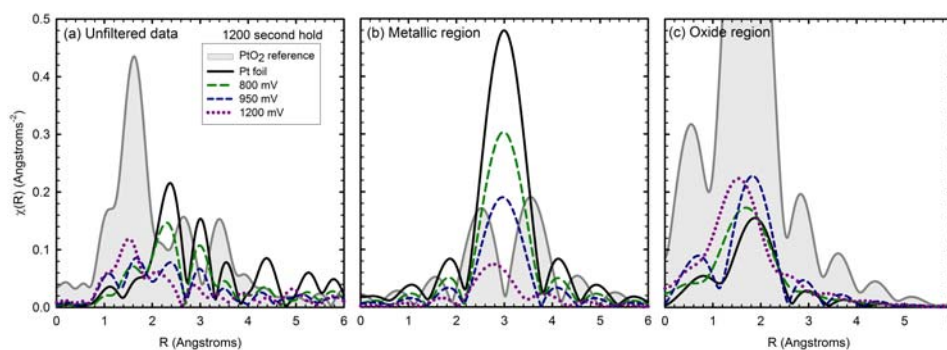 (a) Unfiltered data
1200 second hold
PtO2 reference
Pt foil
800 mV
950 mV
1200 mV
(b) Metallic region
(c) Oxide region
χ(R) (Angstroms-2)
0.5
0.4
0.3
0.2
0.1
0.0
0 1 2 3 4 5 6
0 1 2 3 4 5 6
0 1 2 3 4 5
R (Angstroms)
R (Angstroms)
R (Angstroms)